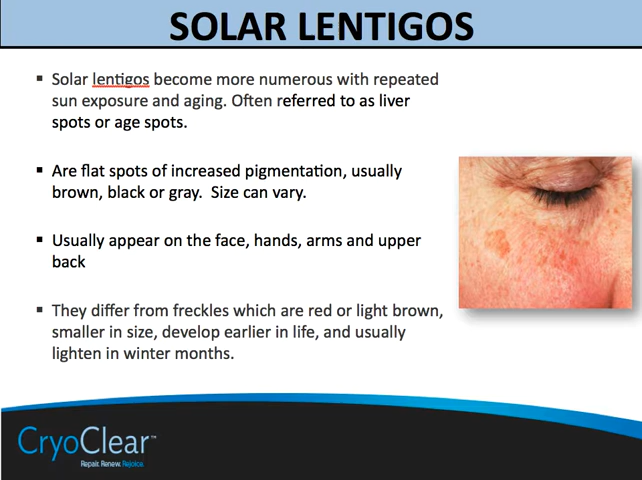 SOLAR LENTIGOS
▪ Solar lentigos become more numerous with repeated
sun exposure and aging. Often referred to as liver
spots or age spots.
▪ Are flat spots of increased pigmentation, usually
brown, black or gray. Size can vary.
▪ Usually appear on the face, hands, arms and upper
back
▪ They differ from freckles which are red or light brown,
smaller in size, develop earlier in life, and usually
lighten in winter months.
CryoClear™
Repair. Renew. Rejoice.